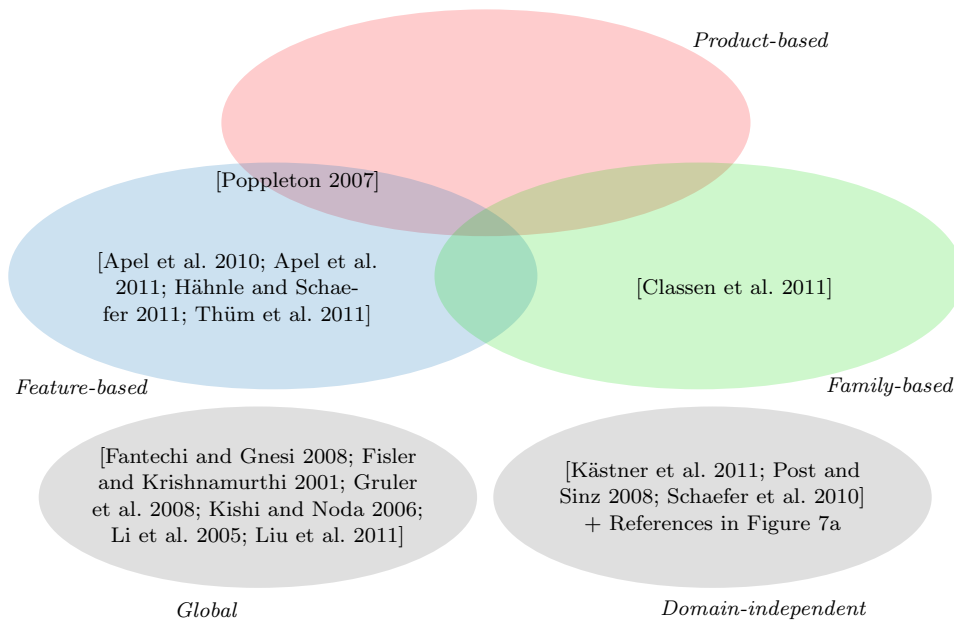 Product-based
[Poppleton 2007]
[Apel et al. 2010; Apel et al.
2011; Hähnle and Schae-
fer 2011; Thüm et al. 2011]
[Classen et al. 2011]
Feature-based
Family-based
[Fantechi and Gnesi 2008; Fisler
and Krishnamurthi 2001; Gruler
et al. 2008; Kishi and Noda 2006;
Li et al. 2005; Liu et al. 2011]
[Kästner et al. 2011; Post and
Sinz 2008; Schaefer et al. 2010]
+ References in Figure 7a
Global
Domain-independent